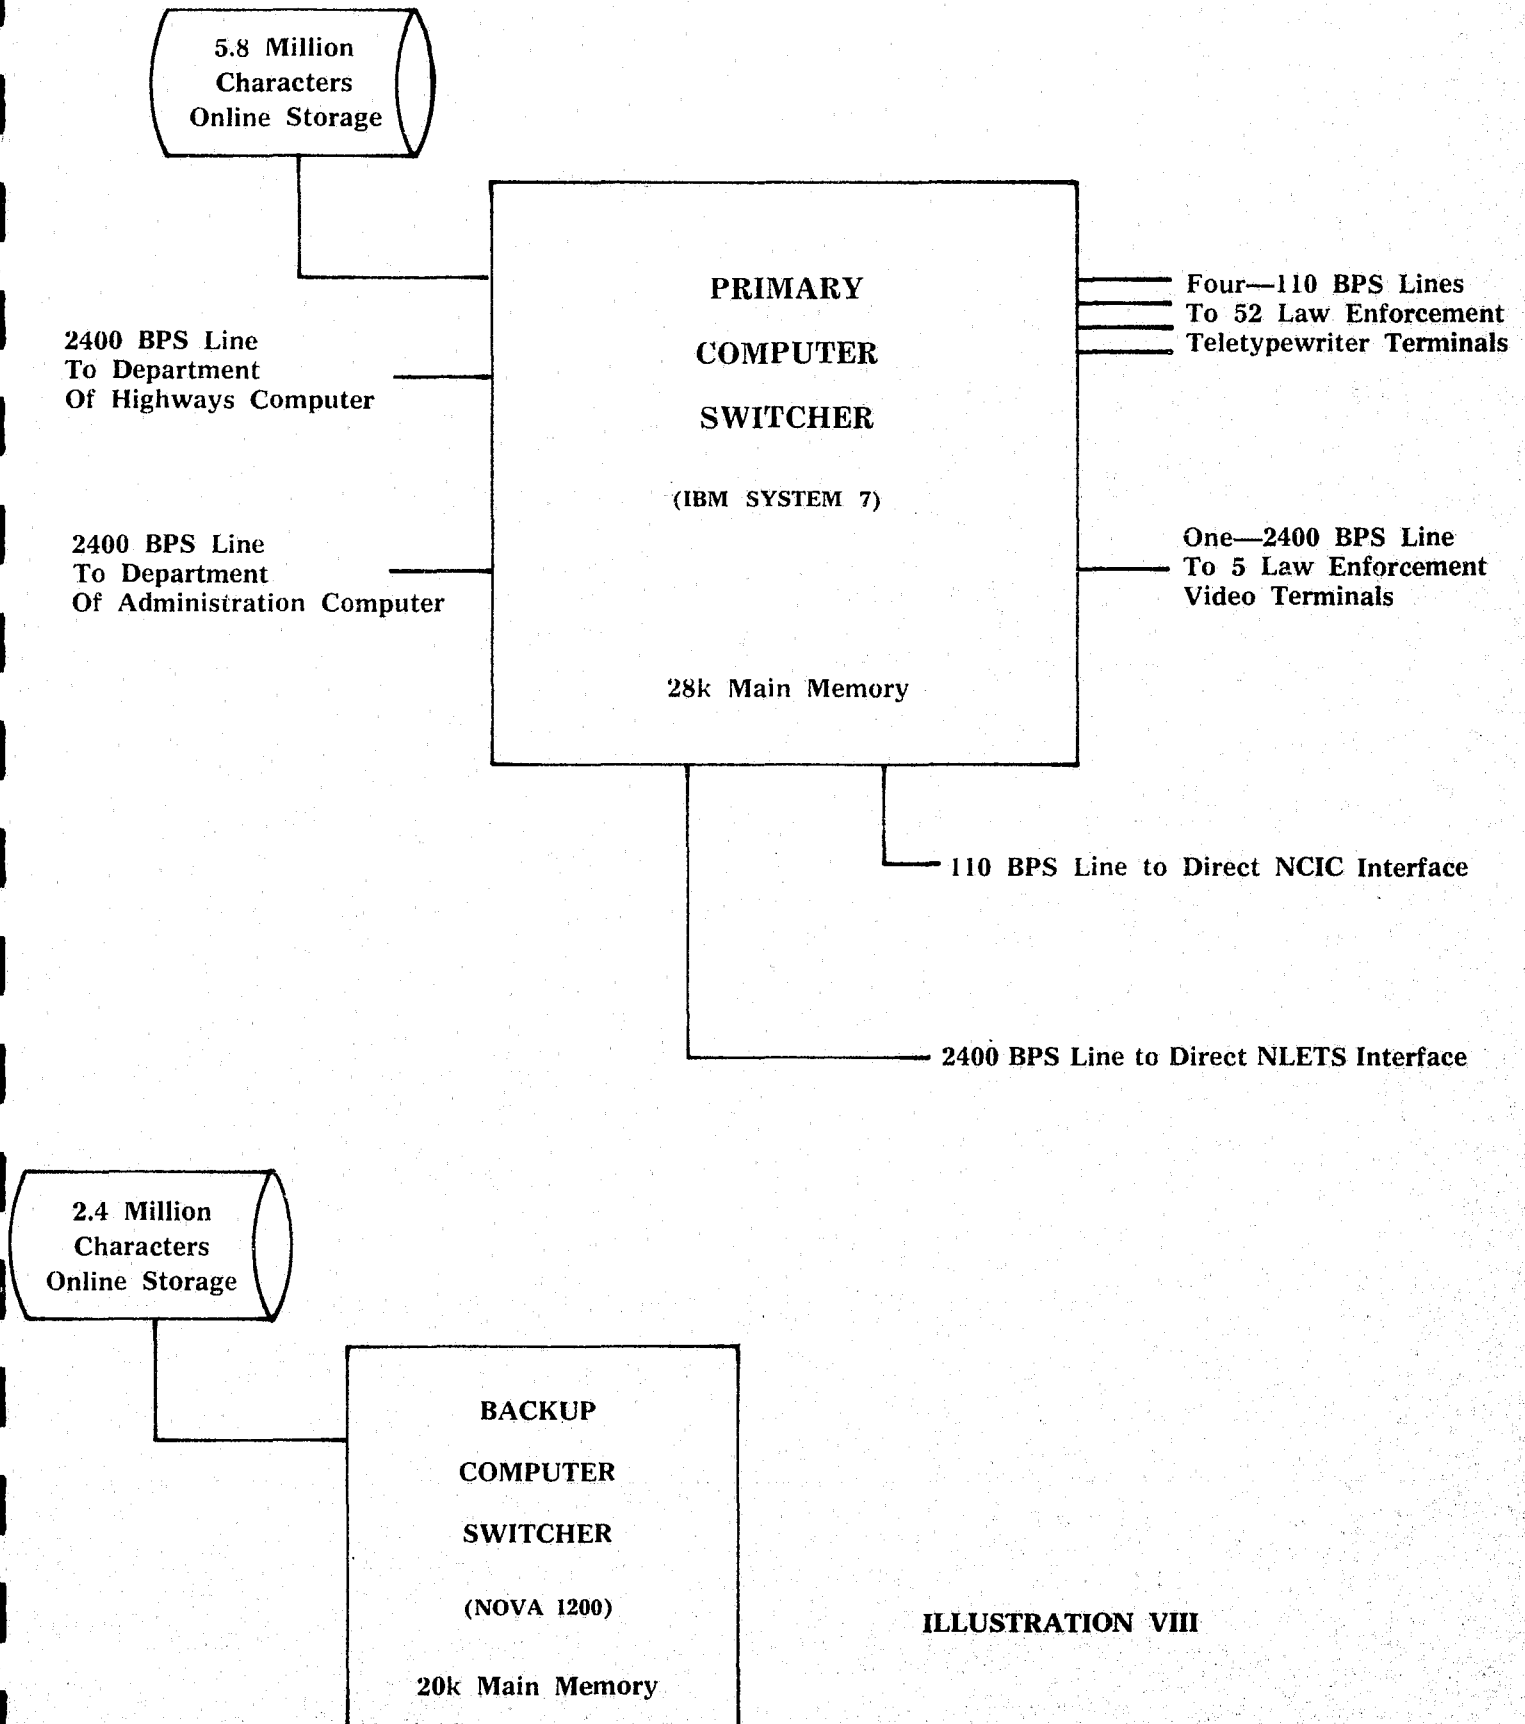 5.8 Million
Characters
Online Storage
PRIMARY
COMPUTER
SWITCHER
(IBM SYSTEM 7)
28k Main Memory
2400 BPS Line
To Department
Of Highways Computer
2400 BPS Line
To Department
Of Administration Computer
Four—110 BPS Lines
To 52 Law Enforcement
Teletypewriter Terminals
One—2400 BPS Line
To 5 Law Enforcement
Video Terminals
110 BPS Line to Direct NCIC Interface
2400 BPS Line to Direct NLETS Interface
2.4 Million
Characters
Online Storage
BACKUP
COMPUTER
SWITCHER
(NOVA 1200)
20k Main Memory
ILLUSTRATION VIII